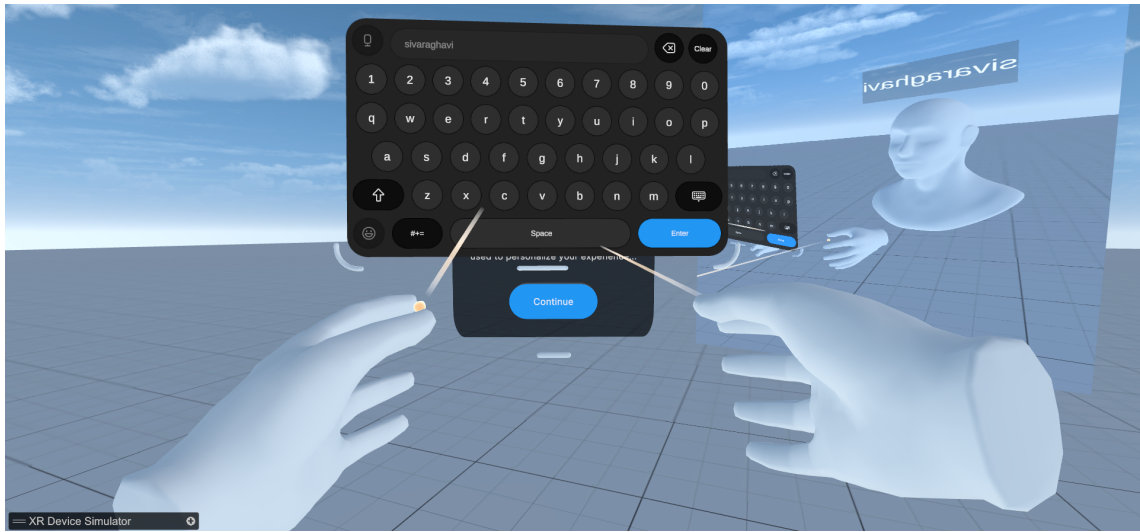 sivaraghavi
Clear
1 2 3 4 5 6 7 8 9 0
q w e r t y u i o p
a s d f g h j k l
z x c v b n m
#+= Space Enter
used to personalize your experience...
Continue
sivaraghavi
XR Device Simulator